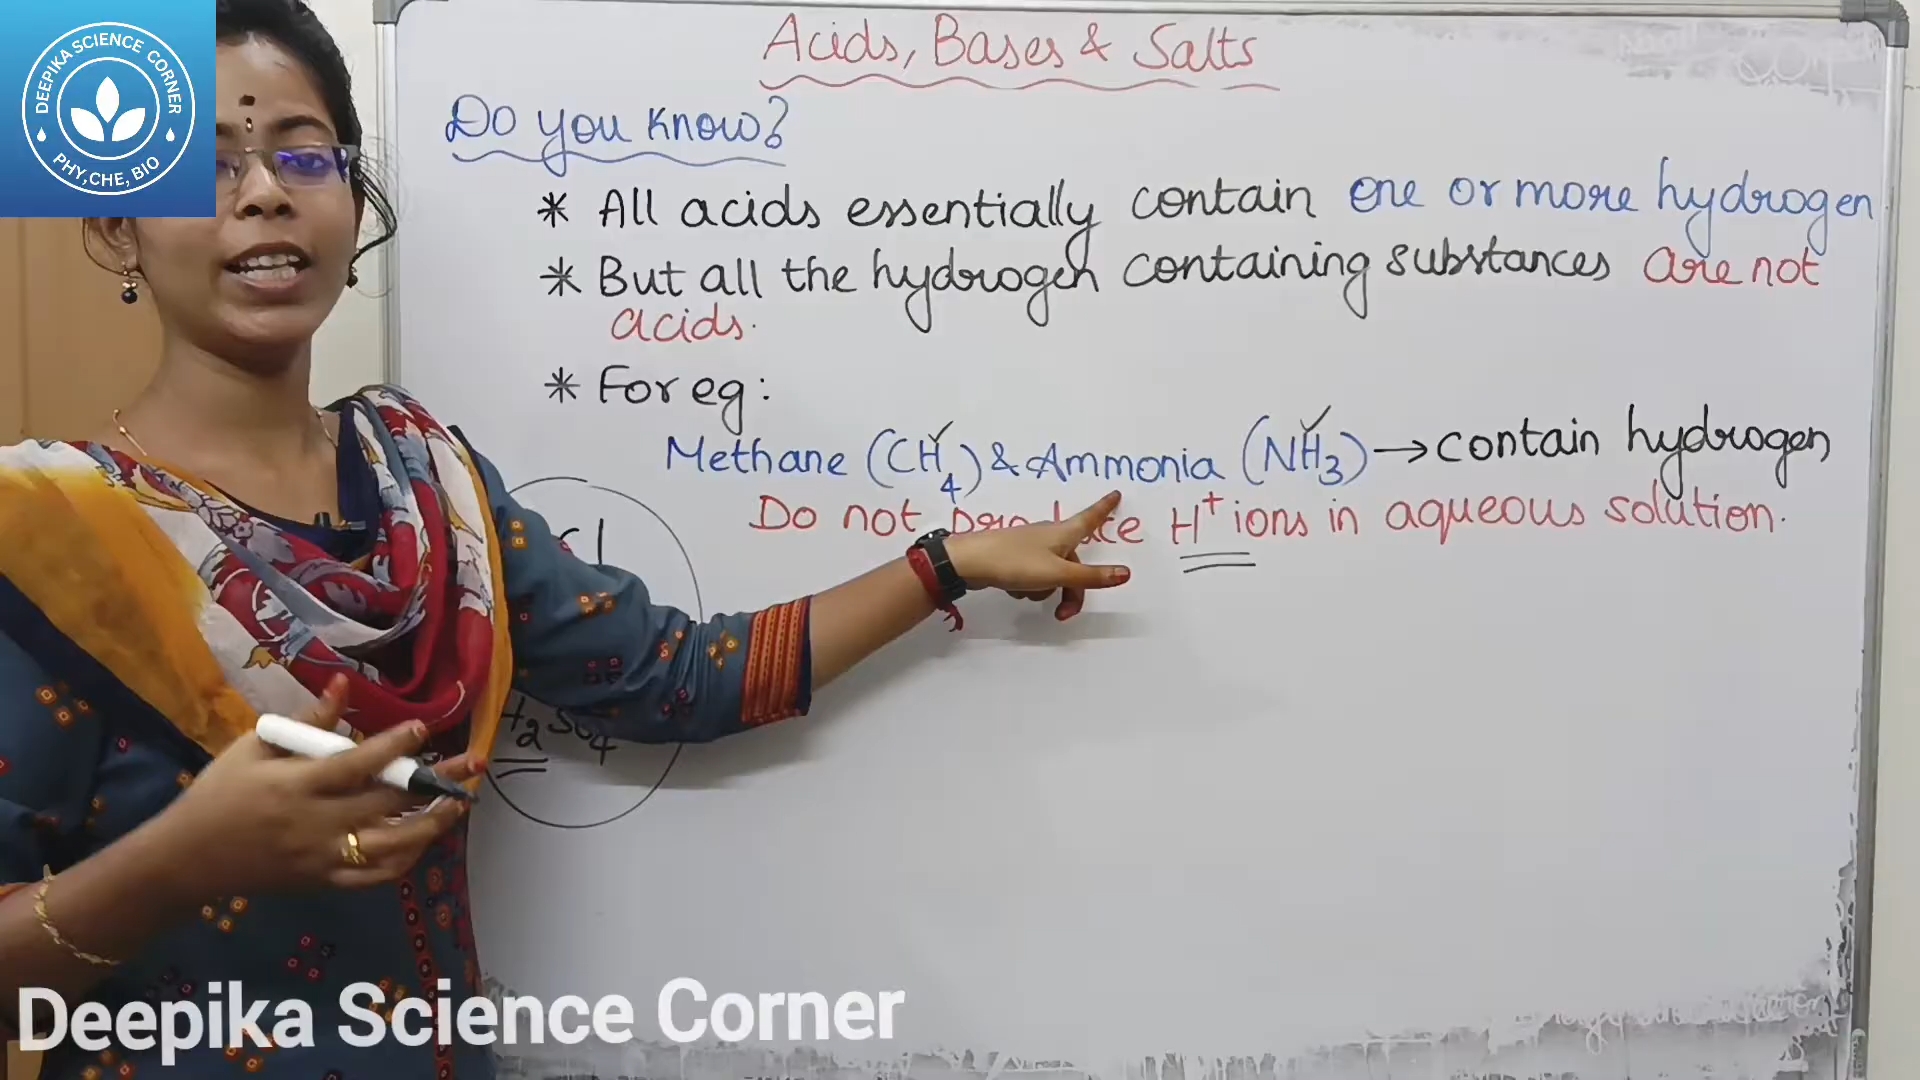 DEEPIKA SCIENCE CORNER
PHY,CHE, BIO
Acids, Bases & Salts
Do you know?
* All acids essentially contain one or more hydrogen
* But all the hydrogen containing substances are not
acids.
* For eg:
Methane (CH4) & Ammonia (NH3) → contain hydrogen
Do not H+ ions in aqueous solution.
H2SO4
Deepika Science Corner